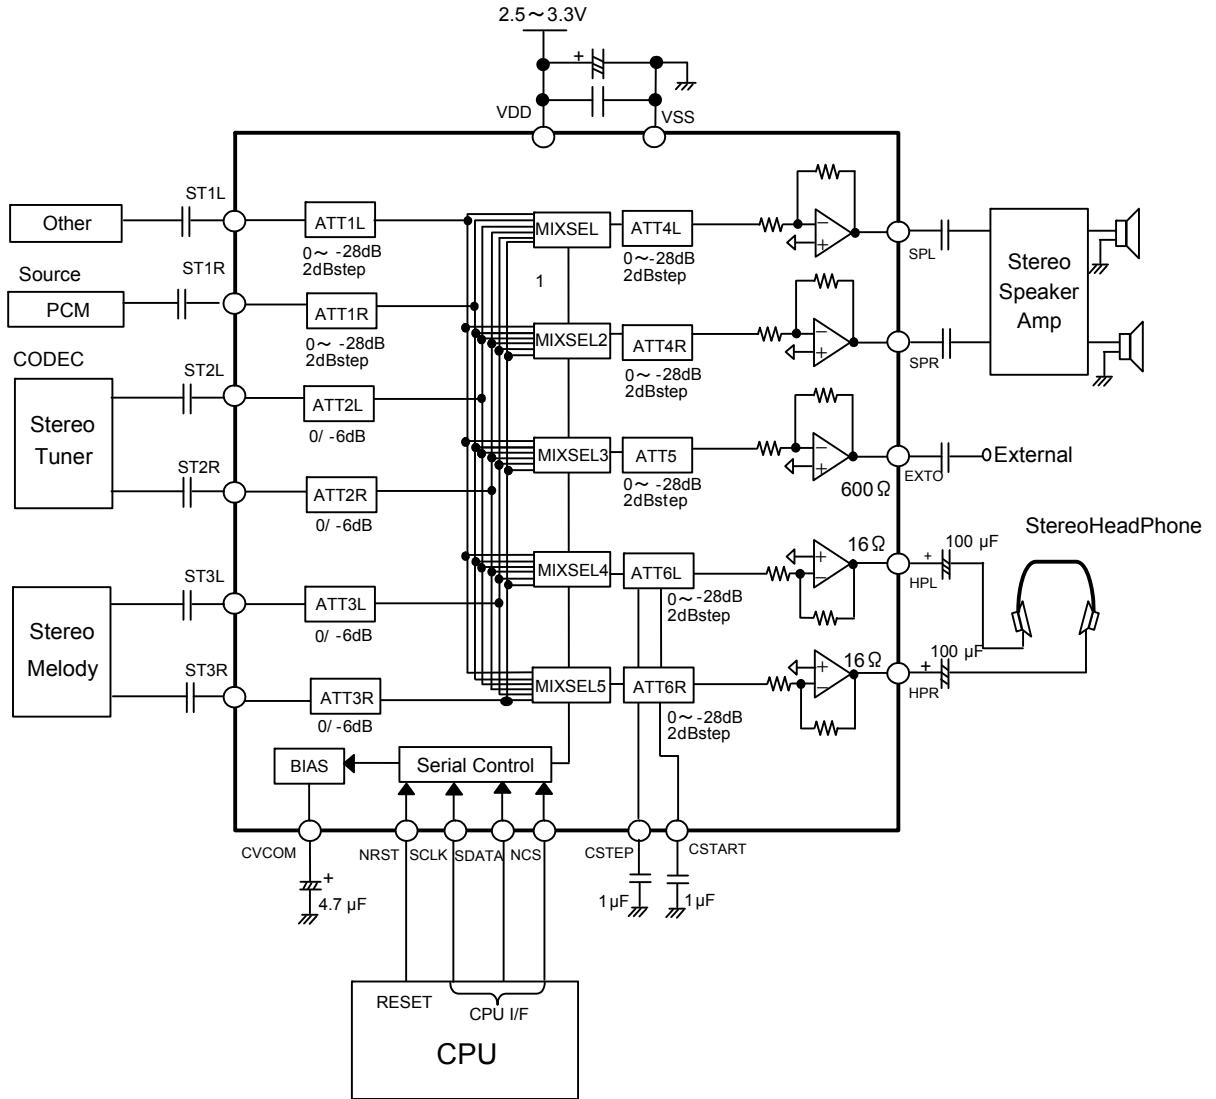 2.5～3.3V
+
VDD
VSS
ST1L
Other
ATT1L
0～ -28dB
2dBstep
MIXSEL
1
ATT4L
0～-28dB
2dBstep
−
+
SPL
Stereo
Speaker
Amp
ST1R
Source
PCM
ATT1R
0～ -28dB
2dBstep
MIXSEL2
ATT4R
0～-28dB
2dBstep
−
+
SPR
CODEC
ST2L
Stereo
Tuner
ATT2L
0/ -6dB
MIXSEL3
ATT5
0～-28dB
2dBstep
−
+
600Ω
EXTO
External
ST2R
ATT2R
0/ -6dB
StereoHeadPhone
ST3L
Stereo
Melody
ATT3L
0/ -6dB
MIXSEL4
ATT6L
0～-28dB
2dBstep
+
−
16Ω
HPL
+
100 µF
ST3R
ATT3R
0/ -6dB
MIXSEL5
ATT6R
0～-28dB
2dBstep
+
−
16Ω
HPR
+
100 µF
BIAS
Serial Control
CVCOM
NRST
SCLK
SDATA
NCS
CSTEP
CSTART
+
4.7 µF
1µF
1µF
RESET
CPU I/F
CPU